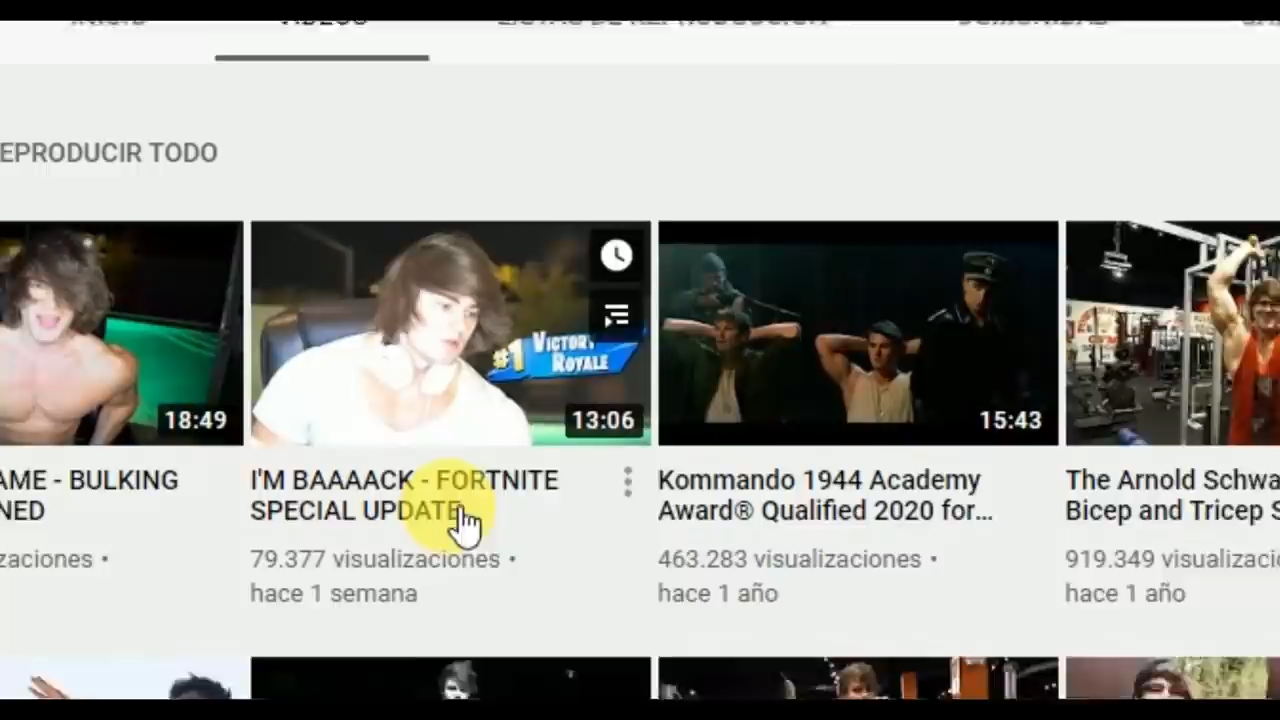 EPRODUCIR TODO
#1 VICTORY ROYALE
18:49
13:06
15:43
AME - BULKING
NED
zaciones •
I'M BAAAACK - FORTNITE
SPECIAL UPDATE
79.377 visualizaciones •
hace 1 semana
Kommando 1944 Academy
Award® Qualified 2020 for...
463.283 visualizaciones •
hace 1 año
The Arnold Schwa
Bicep and Tricep S
919.349 visualizacio
hace 1 año